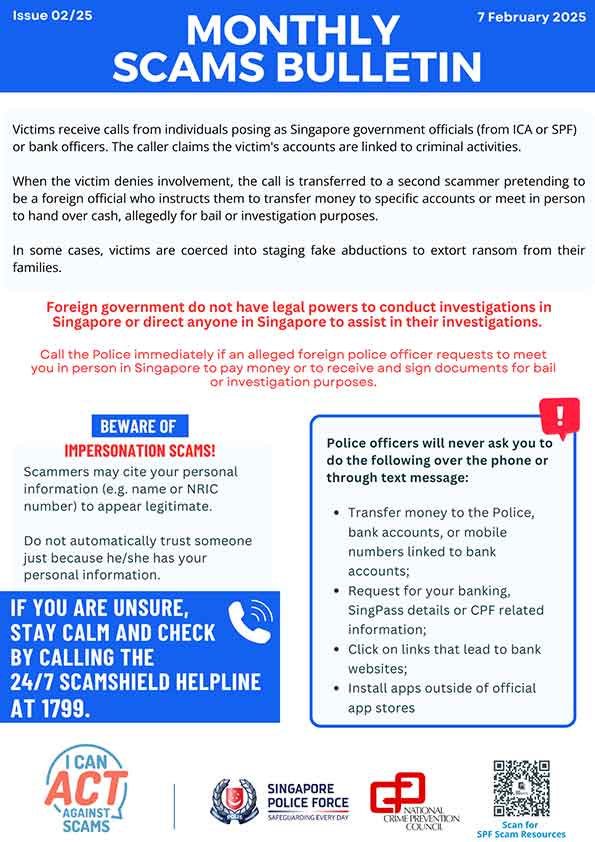 Issue 02/25
7 February 2025
MONTHLY
SCAMS BULLETIN
Victims receive calls from individuals posing as Singapore government officials (from ICA or SPF)
or bank officers. The caller claims the victim's accounts are linked to criminal activities.
When the victim denies involvement, the call is transferred to a second scammer pretending to
be a foreign official who instructs them to transfer money to specific accounts or meet in person
to hand over cash, allegedly for bail or investigation purposes.
In some cases, victims are coerced into staging fake abductions to extort ransom from their
families.
Foreign government do not have legal powers to conduct investigations in
Singapore or direct anyone in Singapore to assist in their investigations.
Call the Police immediately if an alleged foreign police officer requests to meet
you in person in Singapore to pay money or to receive and sign documents for bail
or investigation purposes.
BEWARE OF
IMPERSONATION SCAMS!
Scammers may cite your personal
information (e.g. name or NRIC
number) to appear legitimate.
Do not automatically trust someone
just because he/she has your
personal information.
IF YOU ARE UNSURE,
STAY CALM AND CHECK
BY CALLING THE
24/7 SCAMSHIELD HELPLINE
AT 1799.
!
Police officers will never ask you to
do the following over the phone or
through text message:
• Transfer money to the Police,
bank accounts, or mobile
numbers linked to bank
accounts;
• Request for your banking,
SingPass details or CPF related
information;
• Click on links that lead to bank
websites;
• Install apps outside of official
app stores
I CAN
ACT
AGAINST
SCAMS
SINGAPORE
POLICE FORCE
SAFEGUARDING EVERY DAY
NATIONAL
CRIME PREVENTION
COUNCIL
Scan for
SPF Scam Resources